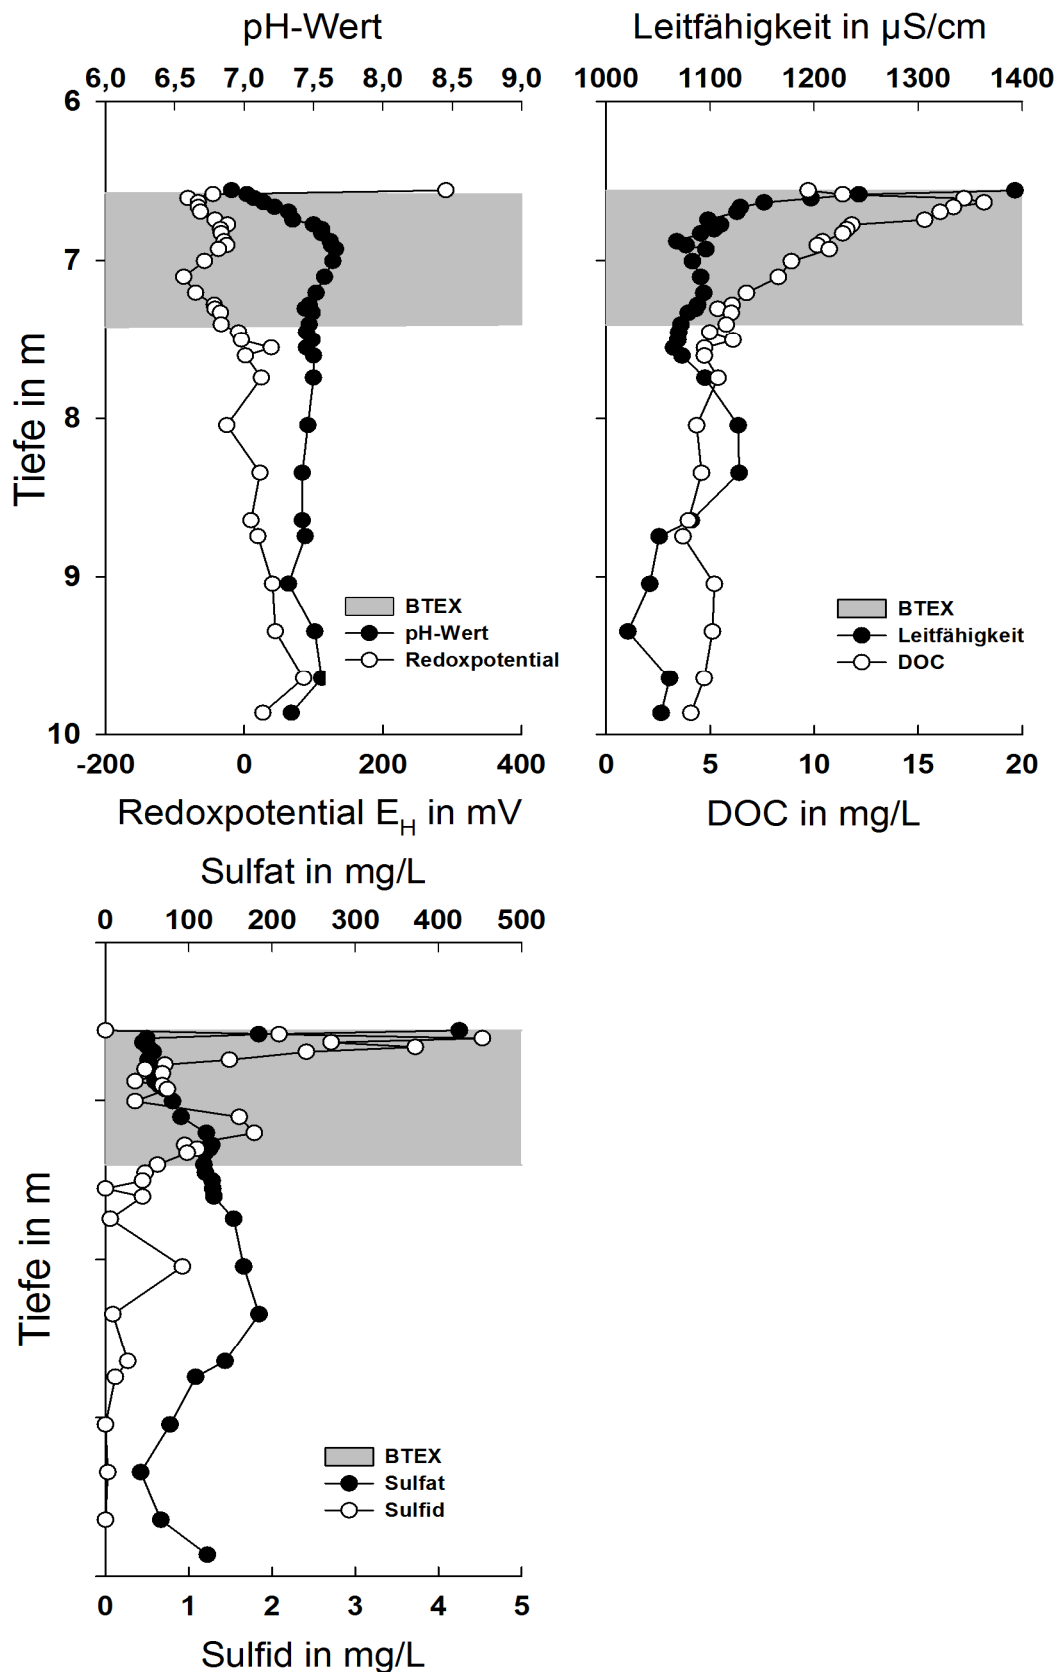 pH-Wert
Leitfähigkeit in µS/cm
6,0 6,5 7,0 7,5 8,0 8,5 9,0
1000 1100 1200 1300 1400
6
7
8
9
10
Tiefe in m
BTEX
pH-Wert
Redoxpotential
BTEX
Leitfähigkeit
DOC
-200 0 200 400
0 5 10 15 20
Redoxpotential EH in mV
DOC in mg/L
Sulfat in mg/L
0 100 200 300 400 500
Tiefe in m
BTEX
Sulfat
Sulfid
0 1 2 3 4 5
Sulfid in mg/L